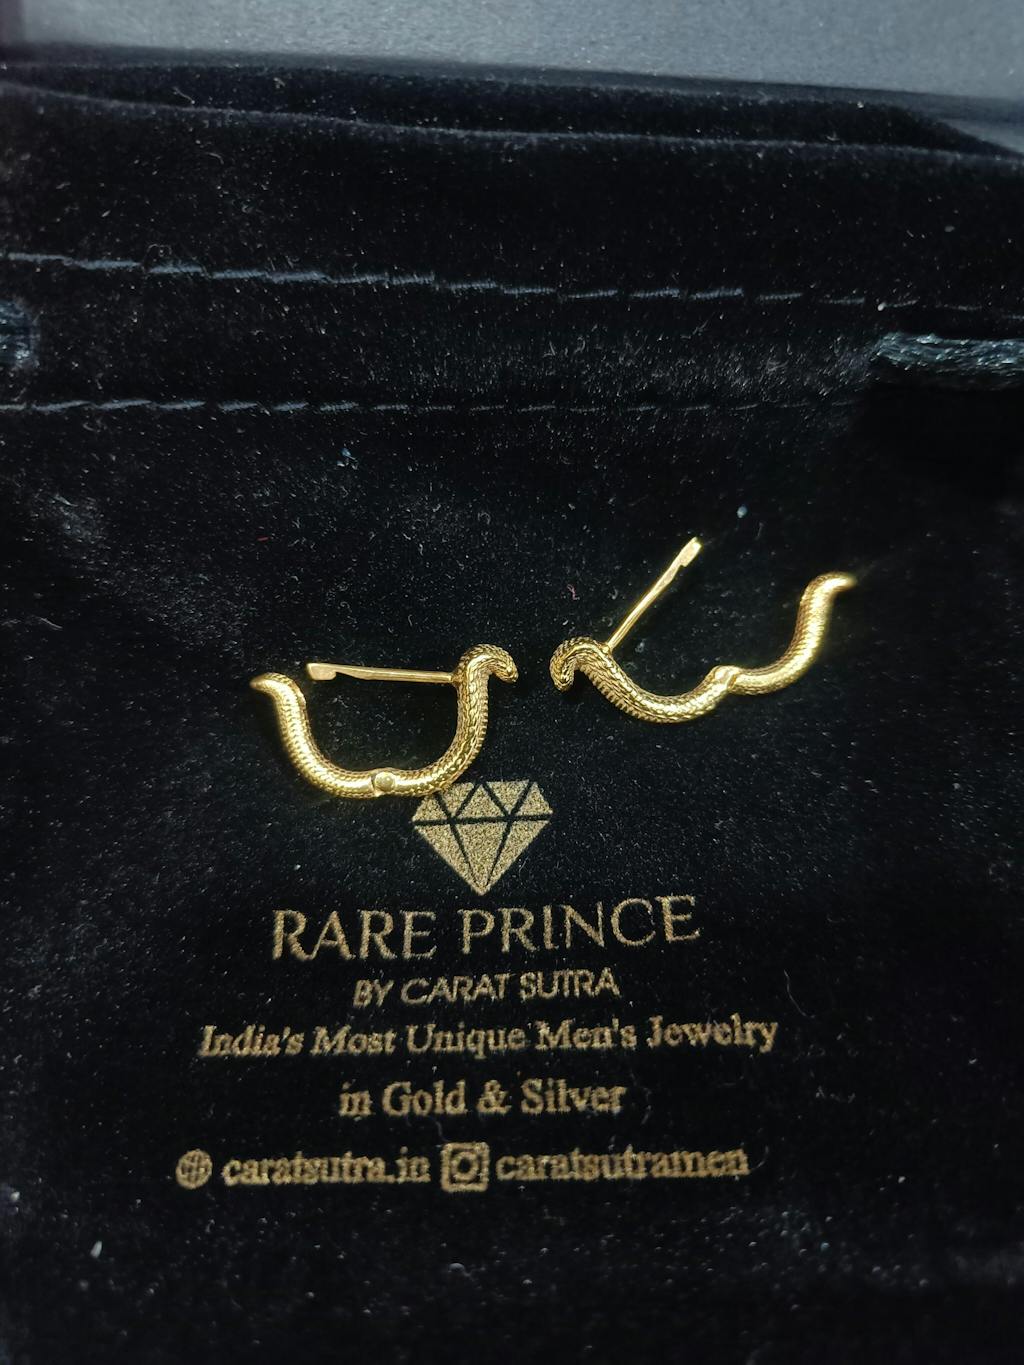 RARE PRINCE
BY CARAT SUTRA
India's Most Unique Men's Jewelry
in Gold & Silver
caratsutra.in caratsutramen